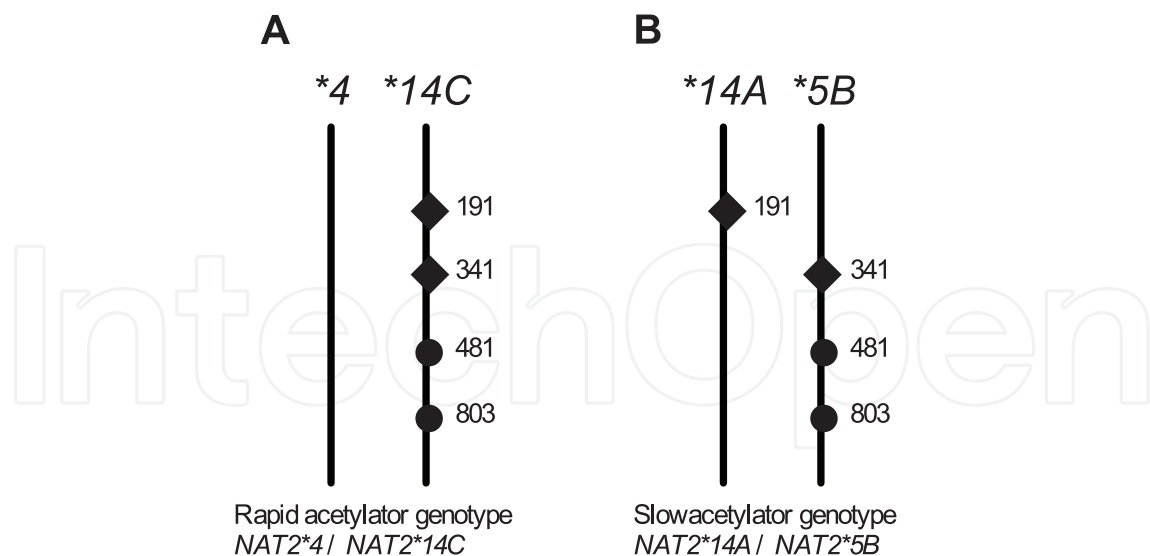 A
B
*4 *14C
*14A *5B
191
191
341
341
481
481
803
803
IntechOpen
Rapid acetylator genotype
NAT2*4 / NAT2*14C
Slowacetylator genotype
NAT2*14A / NAT2*5B